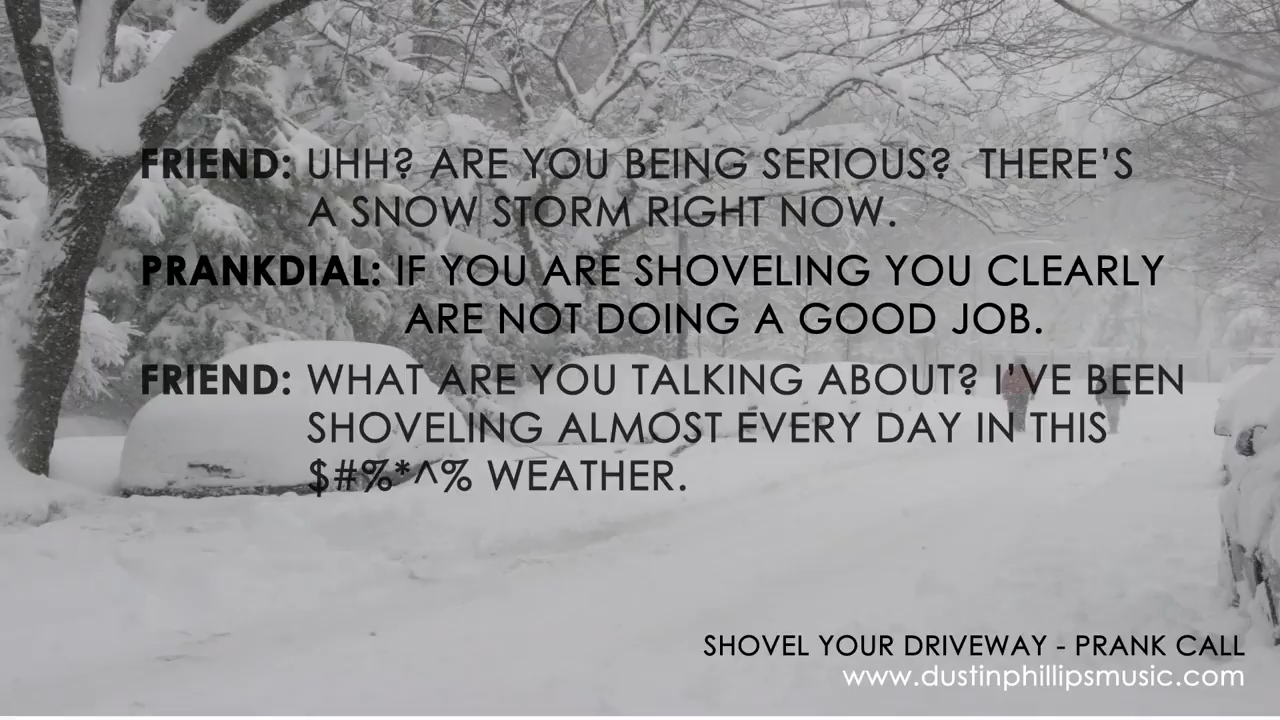 FRIEND: UHH? ARE YOU BEING SERIOUS? THERE'S
A SNOW STORM RIGHT NOW.
PRANKDIAL: IF YOU ARE SHOVELING YOU CLEARLY
ARE NOT DOING A GOOD JOB.
FRIEND: WHAT ARE YOU TALKING ABOUT? I'VE BEEN
SHOVELING ALMOST EVERY DAY IN THIS
$#%*^% WEATHER.
SHOVEL YOUR DRIVEWAY - PRANK CALL
www.dustinphillipsmusic.com